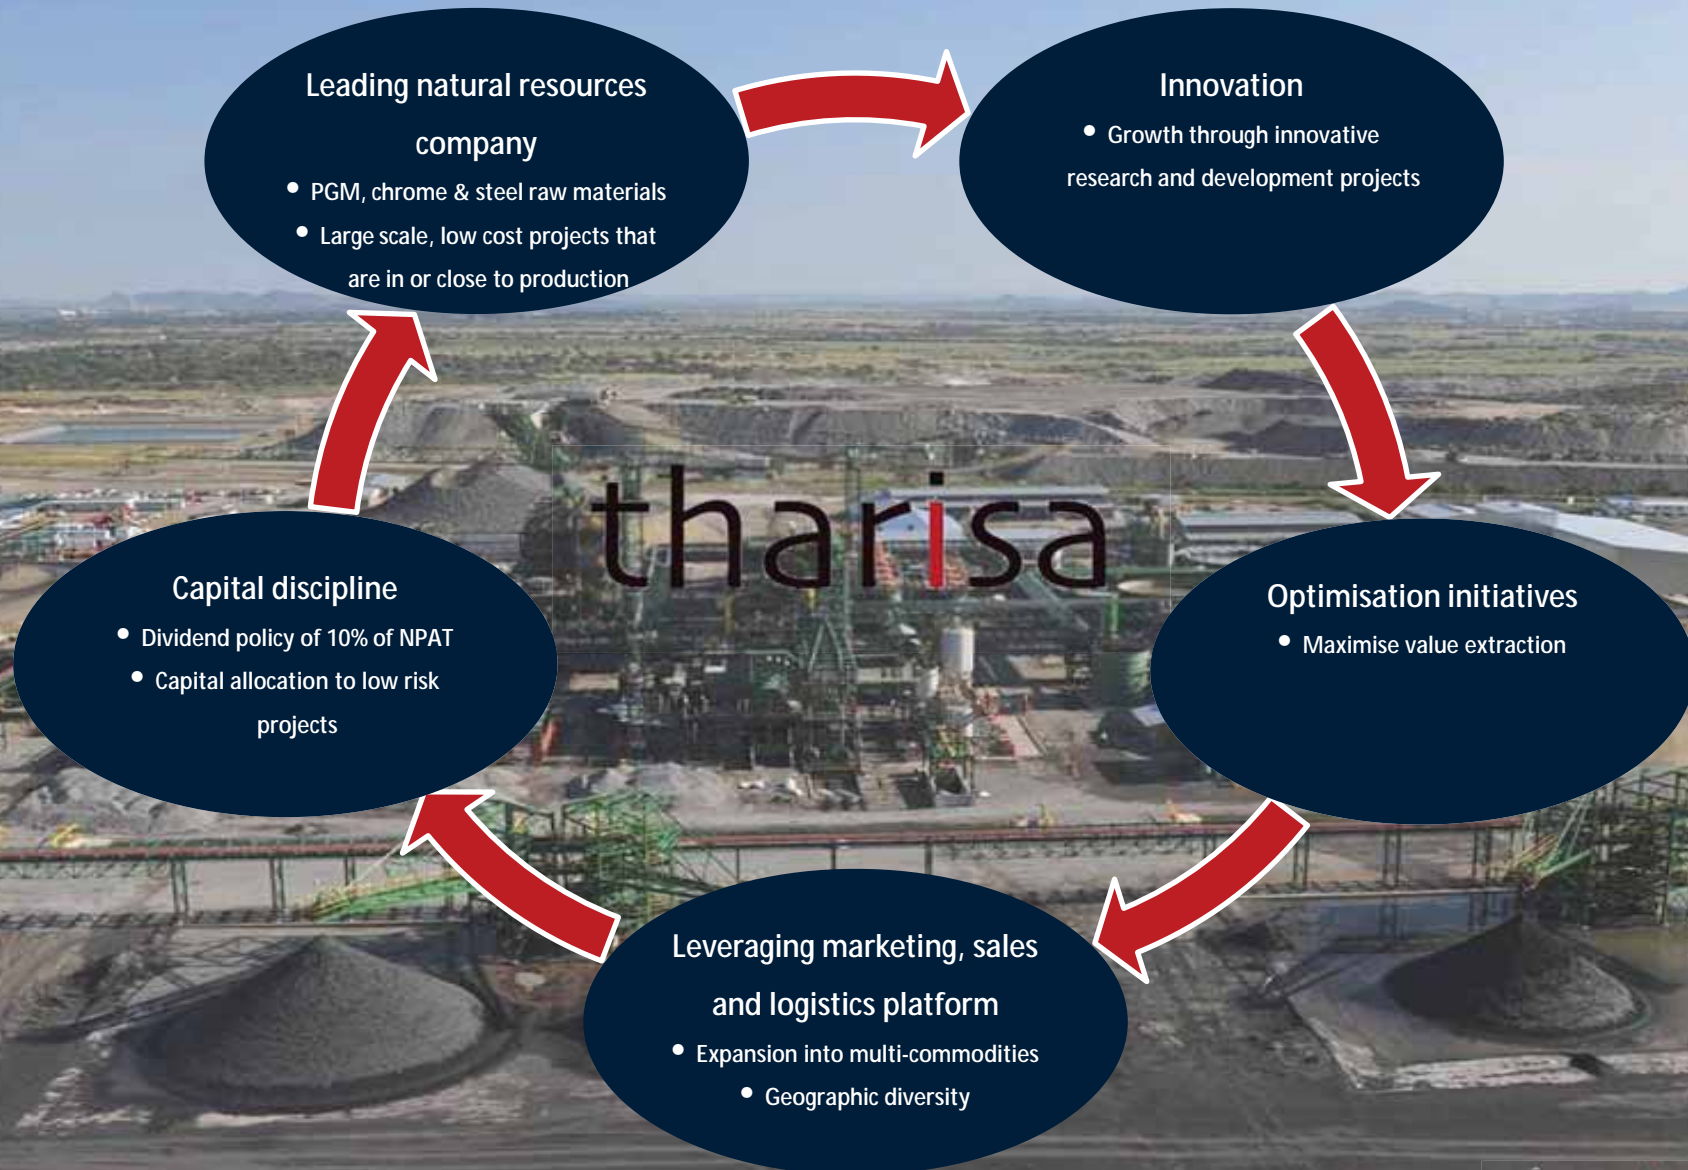 Leading natural resources
company
• PGM, chrome & steel raw materials
• Large scale, low cost projects that
are in or close to production
Innovation
• Growth through innovative
research and development projects
tharisa
Capital discipline
• Dividend policy of 10% of NPAT
• Capital allocation to low risk
projects
Optimisation initiatives
• Maximise value extraction
Leveraging marketing, sales
and logistics platform
• Expansion into multi-commodities
• Geographic diversity